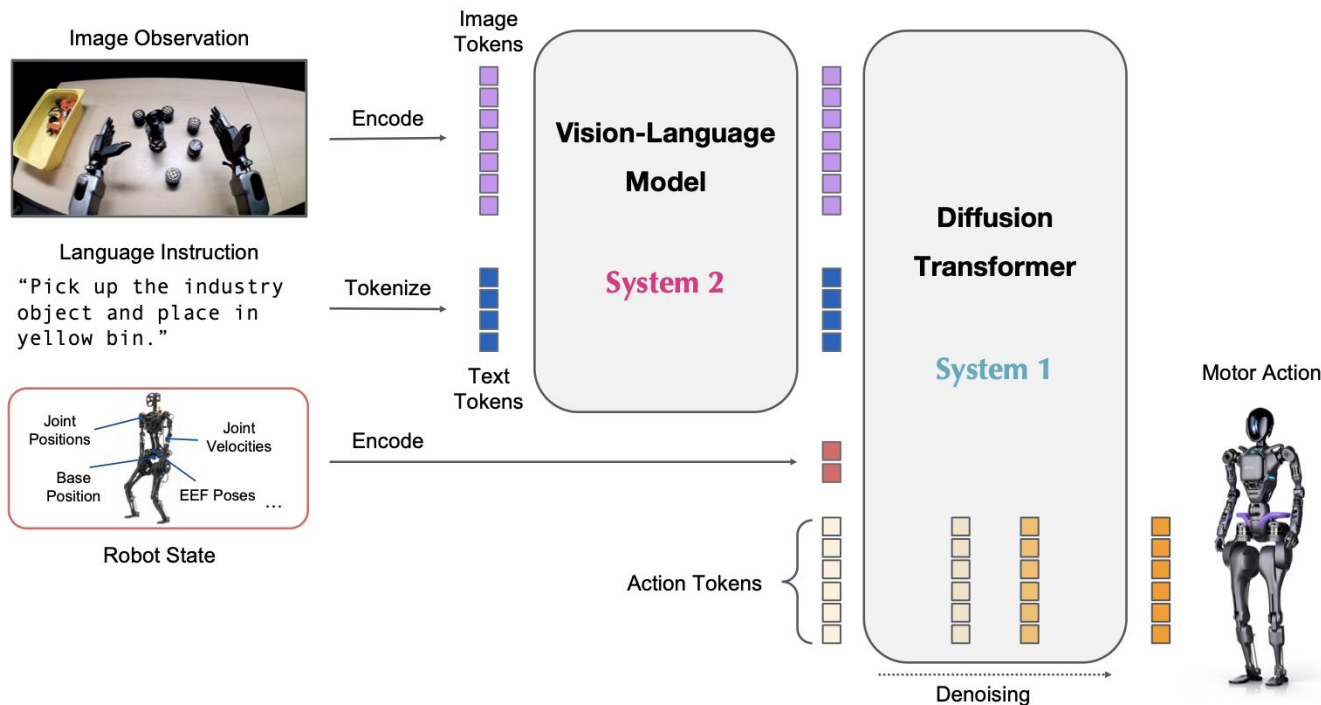 Image Observation
Encode
Image
Tokens
Vision-Language
Model
System 2
Diffusion
Transformer
System 1
Language Instruction
“Pick up the industry
object and place in
yellow bin.”
Tokenize
Text
Tokens
Joint
Positions
Joint
Velocities
Base
Position
EEF Poses
...
Robot State
Encode
Action Tokens
Denoising
Motor Action